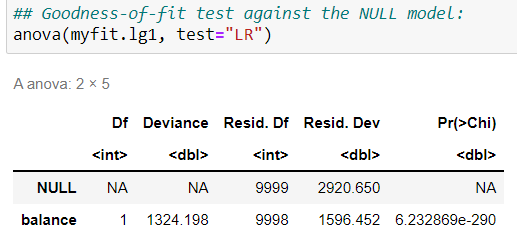 ## Goodness-of-fit test against the NULL model:
anova(myfit.lg1, test="LR")
A anova: 2 × 5
Df Deviance Resid. Df Resid. Dev Pr(>Chi)
<int> <dbl> <int> <dbl> <dbl>
NULL NA NA 9999 2920.650 NA
balance 1 1324.198 9998 1596.452 6.232869e-290